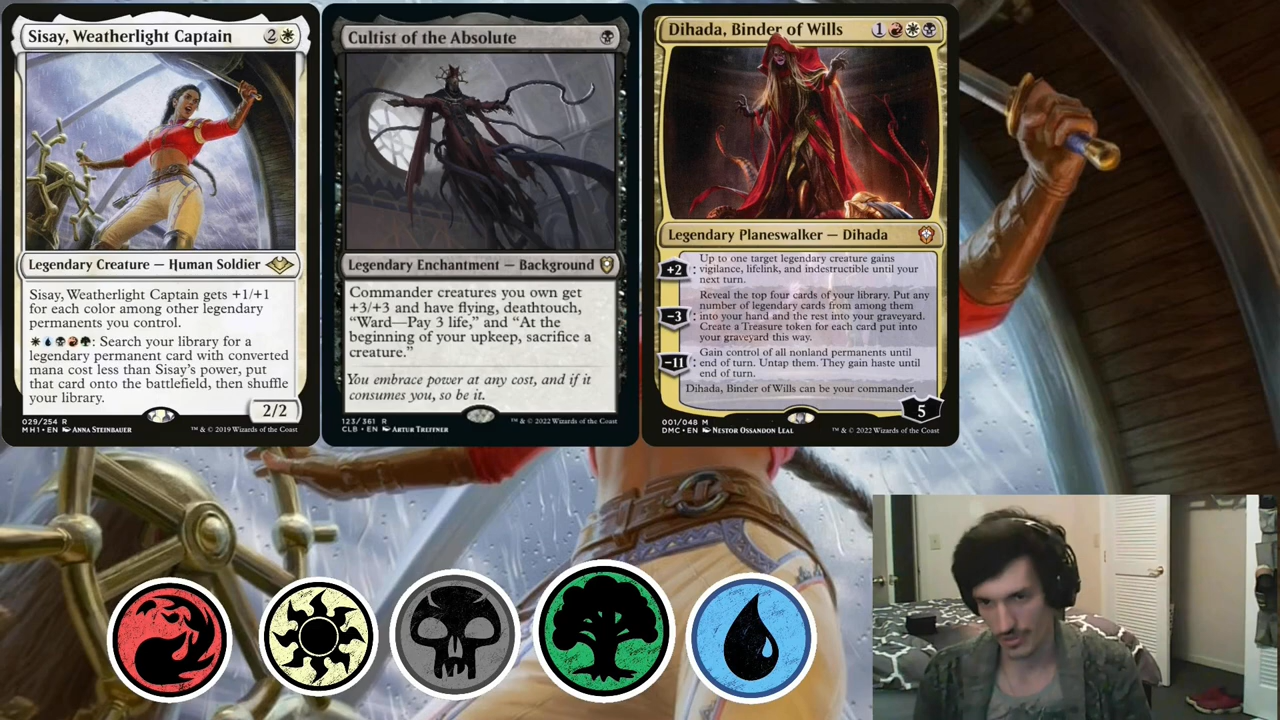 Sisay, Weatherlight Captain
2
Legendary Creature — Human Soldier
Sisay, Weatherlight Captain gets +1/+1
for each color among other legendary
permanents you control.
: Search your library for a
legendary permanent card with converted
mana cost less than Sisay's power, put
that card onto the battlefield, then shuffle
your library.
2/2
029/254 R
MH1 • EN Anna Steinbauer
™ & © 2019 Wizards of the Coast
Cultist of the Absolute
Legendary Enchantment — Background
Commander creatures you own get
+3/+3 and have flying, deathtouch,
“Ward—Pay 3 life,” and “At the
beginning of your upkeep, sacrifice a
creature.”
You embrace power at any cost, and if it
consumes you, so be it.
123/361 R
CLB • EN Artur Treffner
™ & © 2022 Wizards of the Coast
Dihada, Binder of Wills
1
Legendary Planeswalker — Dihada
+2 : Up to one target legendary creature gains
vigilance, lifelink, and indestructible until your
next turn.
Reveal the top four cards of your library. Put any
number of legendary cards from among them
−3 : into your hand and the rest into your graveyard.
Create a Treasure token for each card put into
your graveyard this way.
Gain control of all nonland permanents until
−11 : end of turn. Untap them. They gain haste until
end of turn.
Dihada, Binder of Wills can be your commander.
5
001/048 M
DMC • EN Nestor Ossandon Leal
™ & © 2022 Wizards of the Coast